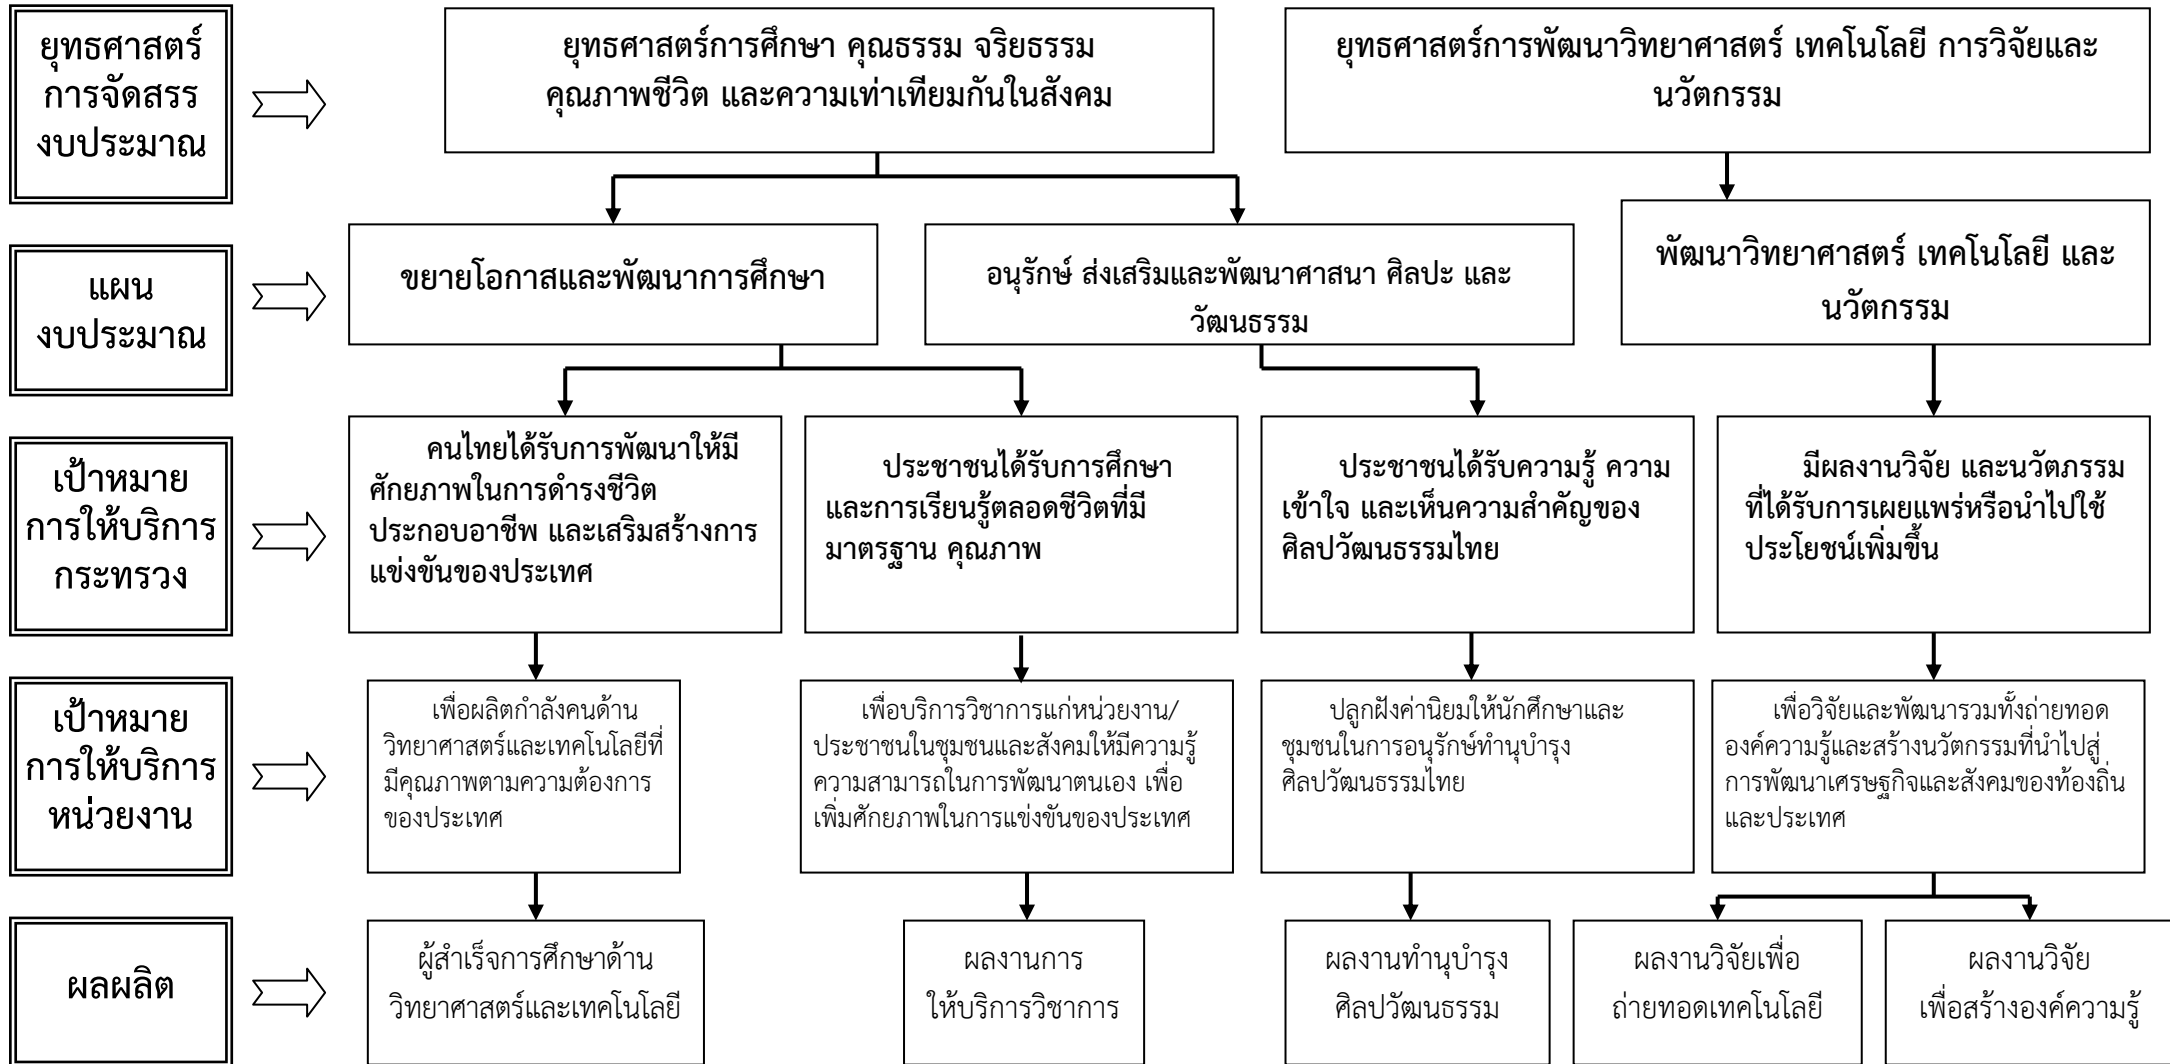 ยุทธศาสตร์
การจัดสรร
งบประมาณ
ยุทธศาสตร์การศึกษา คุณธรรม จริยธรรม
คุณภาพชีวิต และความเท่าเทียมกันในสังคม
ยุทธศาสตร์การพัฒนาวิทยาศาสตร์ เทคโนโลยี การวิจัยและ
นวัตกรรม
แผน
งบประมาณ
ขยายโอกาสและพัฒนาการศึกษา
อนุรักษ์ ส่งเสริมและพัฒนาศาสนา ศิลปะ และ
วัฒนธรรม
พัฒนาวิทยาศาสตร์ เทคโนโลยี และ
นวัตกรรม
เป้าหมาย
การให้บริการ
กระทรวง
คนไทยได้รับการพัฒนาให้มี
ศักยภาพในการดำรงชีวิต
ประกอบอาชีพ และเสริมสร้างการ
แข่งขันของประเทศ
ประชาชนได้รับการศึกษา
และการเรียนรู้ตลอดชีวิตที่มี
มาตรฐาน คุณภาพ
ประชาชนได้รับความรู้ ความ
เข้าใจ และเห็นความสำคัญของ
ศิลปวัฒนธรรมไทย
มีผลงานวิจัย และนวัตภรรม
ที่ได้รับการเผยแพร่หรือนำไปใช้
ประโยชน์เพิ่มขึ้น
เป้าหมาย
การให้บริการ
หน่วยงาน
เพื่อผลิตกำลังคนด้าน
วิทยาศาสตร์และเทคโนโลยีที่
มีคุณภาพตามความต้องการ
ของประเทศ
เพื่อบริการวิชาการแก่หน่วยงาน/
ประชาชนในชุมชนและสังคมให้มีความรู้
ความสามารถในการพัฒนาตนเอง เพื่อ
เพิ่มศักยภาพในการแข่งขันของประเทศ
ปลูกฝังค่านิยมให้นักศึกษาและ
ชุมชนในการอนุรักษ์ทำนุบำรุง
ศิลปวัฒนธรรมไทย
เพื่อวิจัยและพัฒนารวมทั้งถ่ายทอด
องค์ความรู้และสร้างนวัตกรรมที่นำไปสู่
การพัฒนาเศรษฐกิจและสังคมของท้องถิ่น
และประเทศ
ผลผลิต
ผู้สำเร็จการศึกษาด้าน
วิทยาศาสตร์และเทคโนโลยี
ผลงานการ
ให้บริการวิชาการ
ผลงานทำนุบำรุง
ศิลปวัฒนธรรม
ผลงานวิจัยเพื่อ
ถ่ายทอดเทคโนโลยี
ผลงานวิจัย
เพื่อสร้างองค์ความรู้